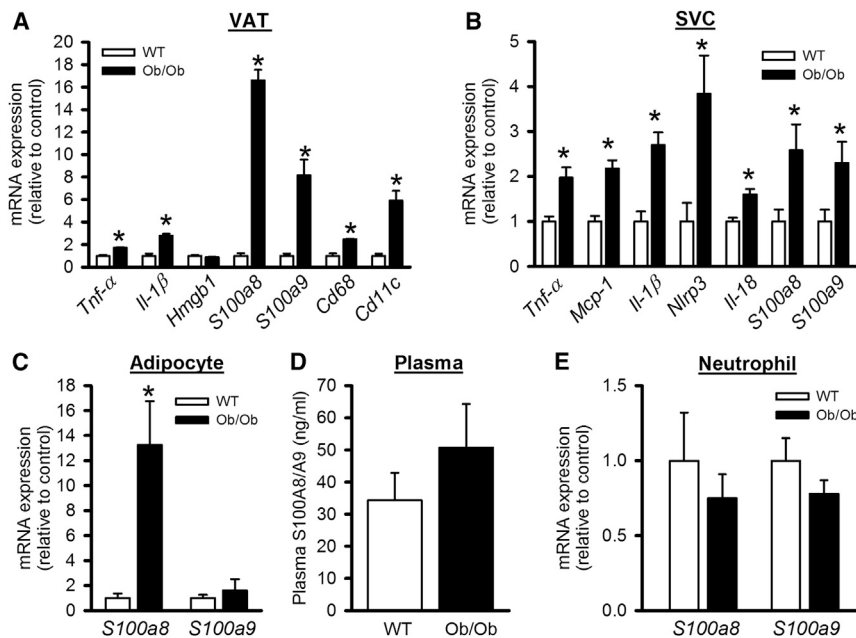 A
VAT
mRNA expression
(relative to control)
20
18
16
14
12
10
8
6
4
2
0
WT
Ob/Ob
* * * * * *
Tnf-α Il-1β Hmgb1 S100a8 S100a9 Cd68 Cd11c
B
SVC
mRNA expression
(relative to control)
5
4
3
2
1
0
WT
Ob/Ob
* * * * * * *
Tnf-α Mcp-1 Il-1β Nlrp3 Il-18 S100a8 S100a9
C
Adipocyte
mRNA expression
(relative to control)
18
16
14
12
10
8
6
4
2
0
WT
Ob/Ob
*
S100a8 S100a9
D
Plasma
Plasma S100A8/A9 (ng/ml)
70
60
50
40
30
20
10
0
WT Ob/Ob
E
Neutrophil
mRNA expression
(relative to control)
1.5
1.0
0.5
0.0
WT
Ob/Ob
S100a8 S100a9